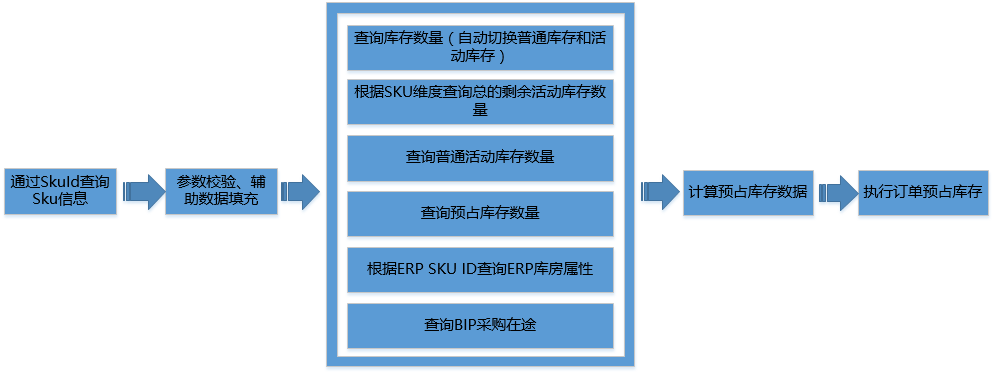 通过SkuId查询
Sku信息
参数校验、辅
助数据填充
查询库存数量（自动切换普通库存和活
动库存）
根据SKU维度查询总的剩余活动库存数
量
查询普通活动库存数量
查询预占库存数量
根据ERP SKU ID查询ERP库房属性
查询BIP采购在途
计算预占库存数据
执行订单预占库存